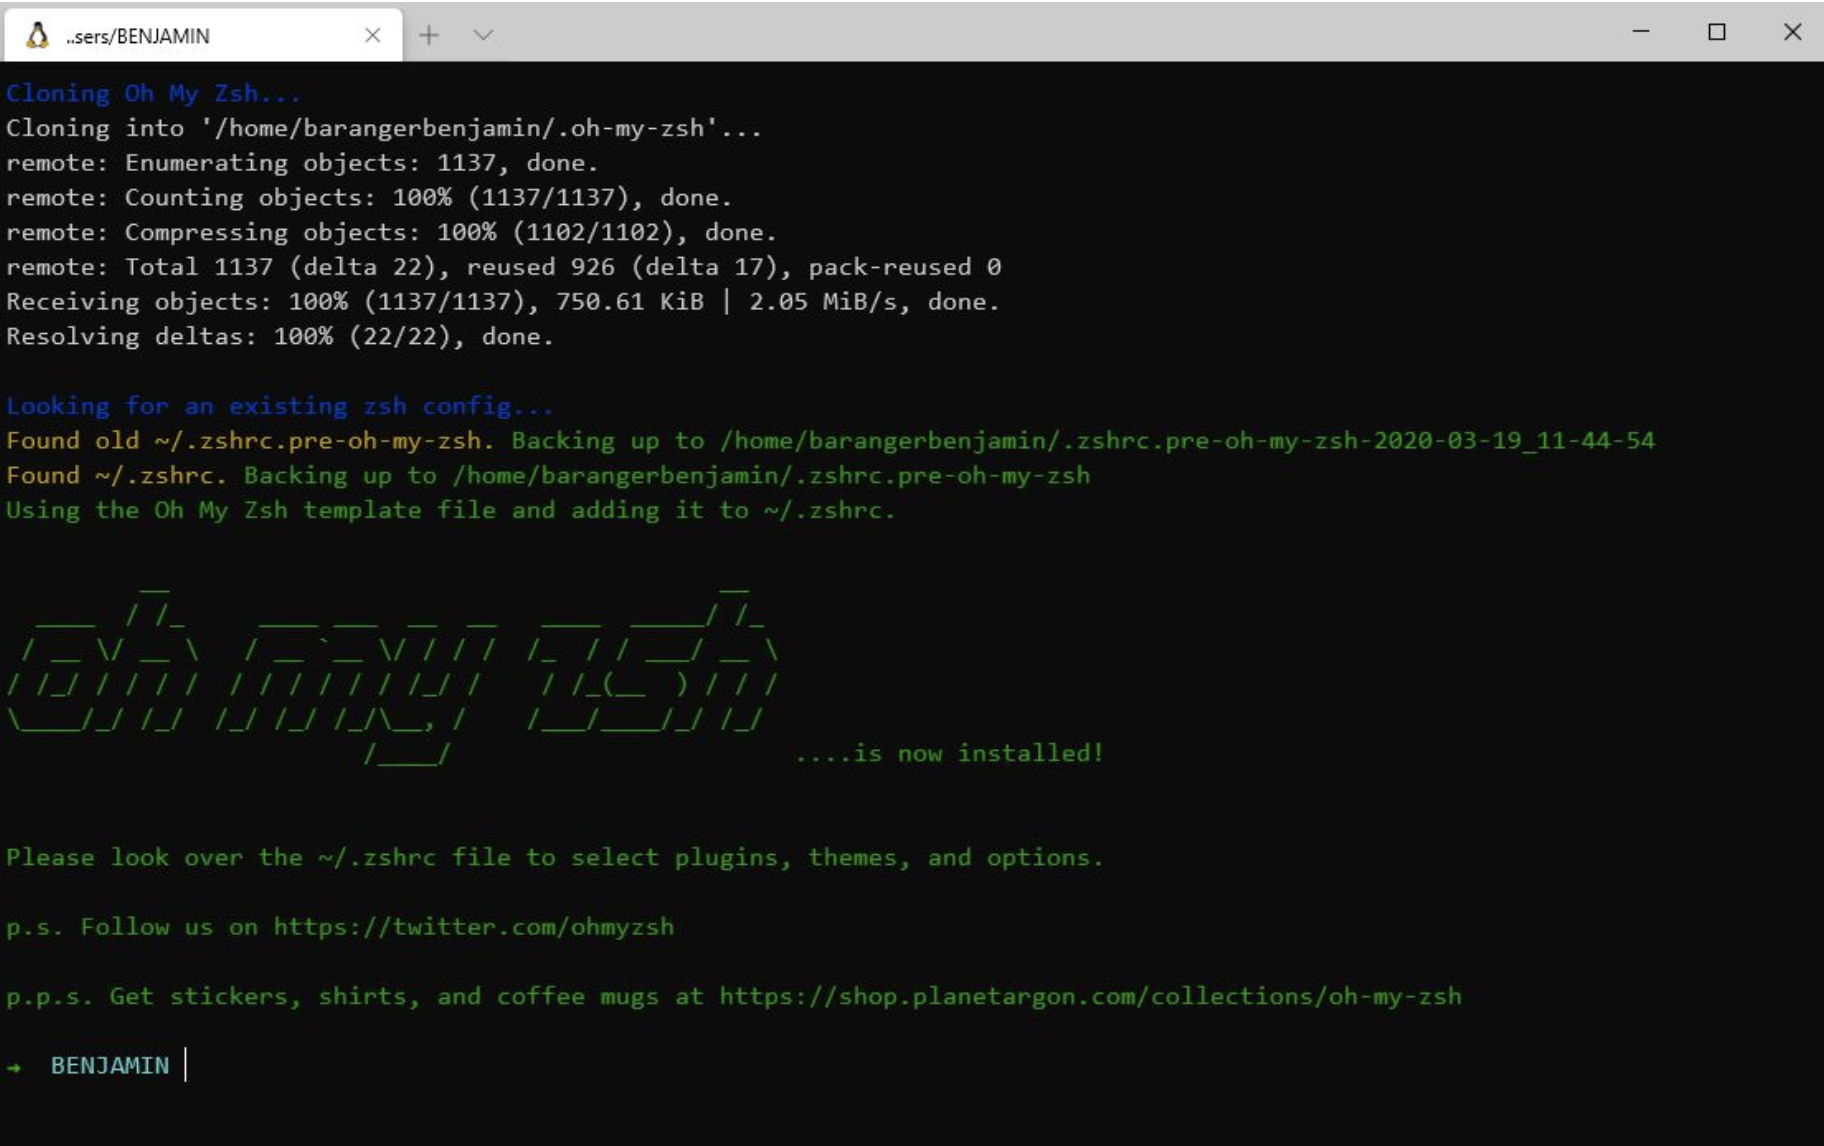 ..sers/BENJAMIN
Cloning Oh My Zsh...
Cloning into '/home/barangerbenjamin/.oh-my-zsh'...
remote: Enumerating objects: 1137, done.
remote: Counting objects: 100% (1137/1137), done.
remote: Compressing objects: 100% (1102/1102), done.
remote: Total 1137 (delta 22), reused 926 (delta 17), pack-reused 0
Receiving objects: 100% (1137/1137), 750.61 KiB | 2.05 MiB/s, done.
Resolving deltas: 100% (22/22), done.
Looking for an existing zsh config...
Found old ~/.zshrc.pre-oh-my-zsh. Backing up to /home/barangerbenjamin/.zshrc.pre-oh-my-zsh-2020-03-19_11-44-54
Found ~/.zshrc. Backing up to /home/barangerbenjamin/.zshrc.pre-oh-my-zsh
Using the Oh My Zsh template file and adding it to ~/.zshrc.
oh my zsh
....is now installed!
Please look over the ~/.zshrc file to select plugins, themes, and options.
p.s. Follow us on https://twitter.com/ohmyzsh
p.p.s. Get stickers, shirts, and coffee mugs at https://shop.planetargon.com/collections/oh-my-zsh
→ BENJAMIN